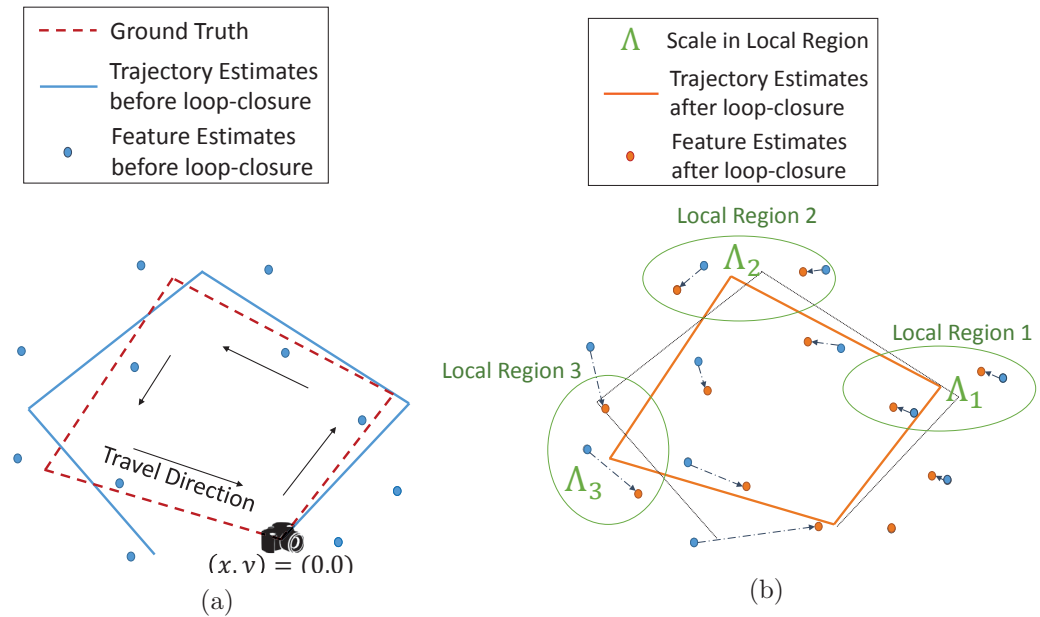 Ground Truth
Trajectory Estimates
before loop-closure
Feature Estimates
before loop-closure
Travel Direction
(x, y) = (0,0)
(a)
Λ Scale in Local Region
Trajectory Estimates
after loop-closure
Feature Estimates
after loop-closure
Local Region 2
Λ2
Local Region 1
Λ1
Local Region 3
Λ3
(b)